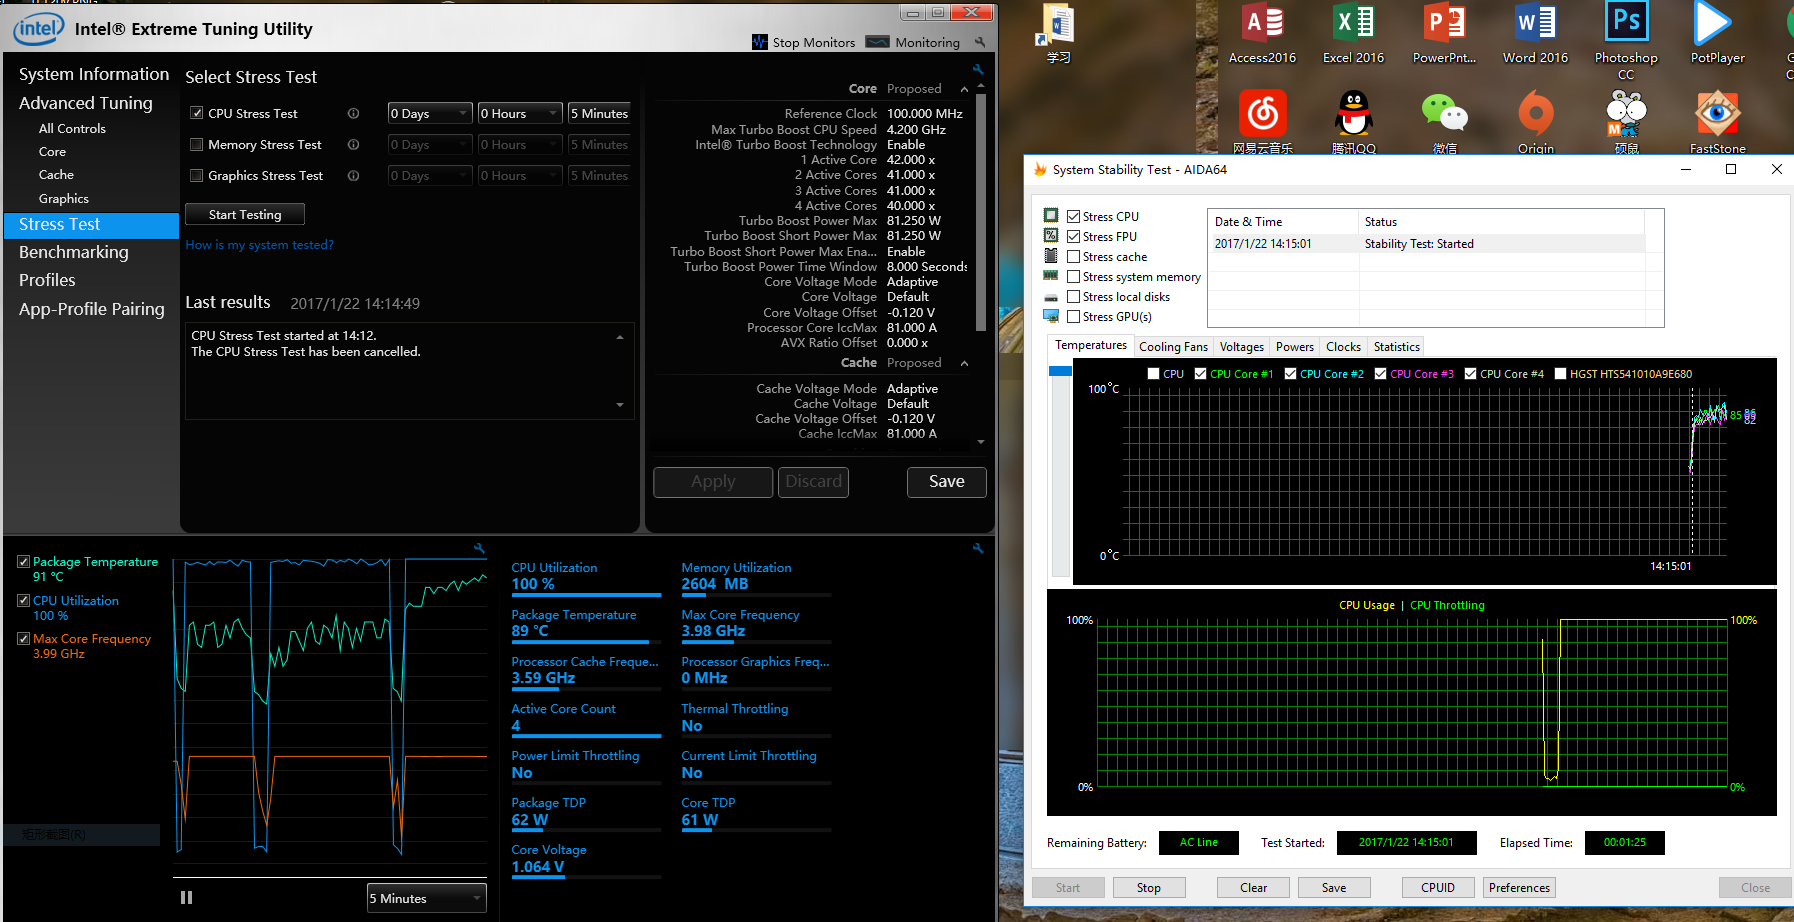 intel
Intel® Extreme Tuning Utility
Stop Monitors
Monitoring
System Information
Advanced Tuning
All Controls
Core
Cache
Graphics
Stress Test
Benchmarking
Profiles
App-Profile Pairing
Select Stress Test
CPU Stress Test 0 Days 0 Hours 5 Minutes
Memory Stress Test 0 Days 0 Hours 5 Minutes
Graphics Stress Test 0 Days 0 Hours 5 Minutes
Start Testing
How is my system tested?
Last results 2017/1/22 14:14:49
CPU Stress Test started at 14:12.
The CPU Stress Test has been cancelled.
Core Proposed
Reference Clock 100.000 MHz
Max Turbo Boost CPU Speed 4.200 GHz
Intel® Turbo Boost Technology Enable
1 Active Core 42.000 x
2 Active Cores 41.000 x
3 Active Cores 41.000 x
4 Active Cores 40.000 x
Turbo Boost Power Max 81.250 W
Turbo Boost Short Power Max 81.250 W
Turbo Boost Short Power Max Ena... Enable
Turbo Boost Power Time Window 8.000 Seconds
Core Voltage Mode Adaptive
Core Voltage Default
Core Voltage Offset -0.120 V
Processor Core IccMax 81.000 A
AVX Ratio Offset 0.000 x
Cache Proposed
Cache Voltage Mode Adaptive
Cache Voltage Default
Cache Voltage Offset -0.120 V
Cache IccMax 81.000 A
Apply
Discard
Save
Package Temperature
91 °C
CPU Utilization
100 %
Max Core Frequency
3.99 GHz
矩形截图(R)
5 Minutes
CPU Utilization
100 %
Memory Utilization
2604 MB
Package Temperature
89 °C
Max Core Frequency
3.98 GHz
Processor Cache Freque...
3.59 GHz
Processor Graphics Freq...
0 MHz
Active Core Count
4
Thermal Throttling
No
Power Limit Throttling
No
Current Limit Throttling
No
Package TDP
62 W
Core TDP
61 W
Core Voltage
1.064 V
学习
Access2016
Excel 2016
PowerPnt...
Word 2016
Ps
Photoshop
CC
PotPlayer
网易云音乐
腾讯QQ
微信
Origin
硕鼠
FastStone
System Stability Test - AIDA64
Stress CPU
Stress FPU
Stress cache
Stress system memory
Stress local disks
Stress GPU(s)
Date & Time Status
2017/1/22 14:15:01 Stability Test: Started
Temperatures Cooling Fans Voltages Powers Clocks Statistics
CPU CPU Core #1 CPU Core #2 CPU Core #3 CPU Core #4 HGST HTS541010A9E680
100°C
85
82
0°C
14:15:01
CPU Usage | CPU Throttling
100% 100%
0% 0%
Remaining Battery: AC Line Test Started: 2017/1/22 14:15:01 Elapsed Time: 00:01:25
Start Stop Clear Save CPUID Preferences Close